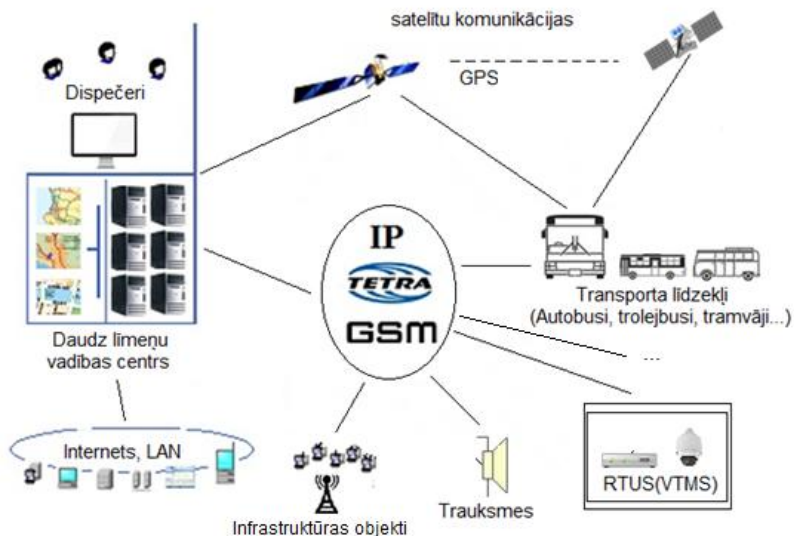 satelītu komunikācijas
GPS
Dispečeri
IP
TETRA
GSM
Transporta līdzekļi
(Autobusi, trolejbusi, tramvāji...)
...
Daudz līmeņu
vadības centrs
Internets, LAN
Infrastruktūras objekti
Trauksmes
RTUS(VTMS)